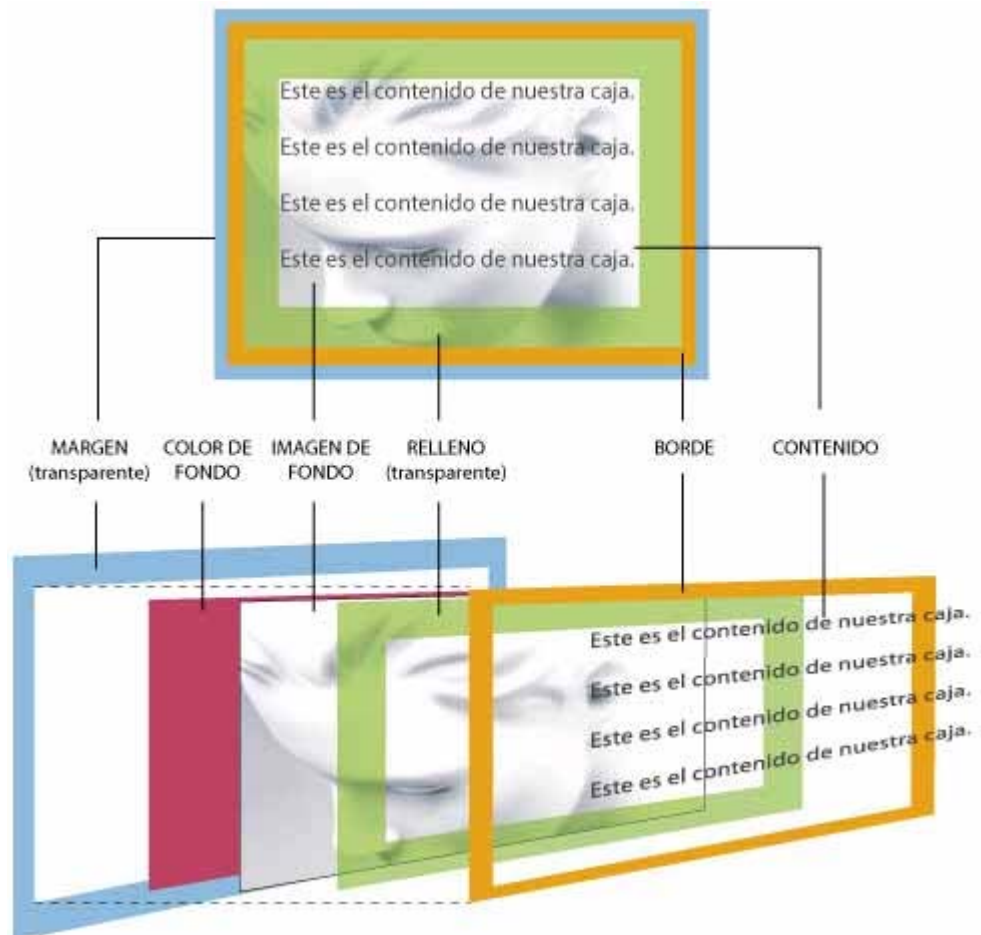 Este es el contenido de nuestra caja.
Este es el contenido de nuestra caja.
Este es el contenido de nuestra caja.
Este es el contenido de nuestra caja.
MARGEN
(transparente)
COLOR DE
FONDO
IMAGEN DE
FONDO
RELLENO
(transparente)
BORDE
CONTENIDO
Este es el contenido de nuestra caja.
Este es el contenido de nuestra caja.
Este es el contenido de nuestra caja.
Este es el contenido de nuestra caja.